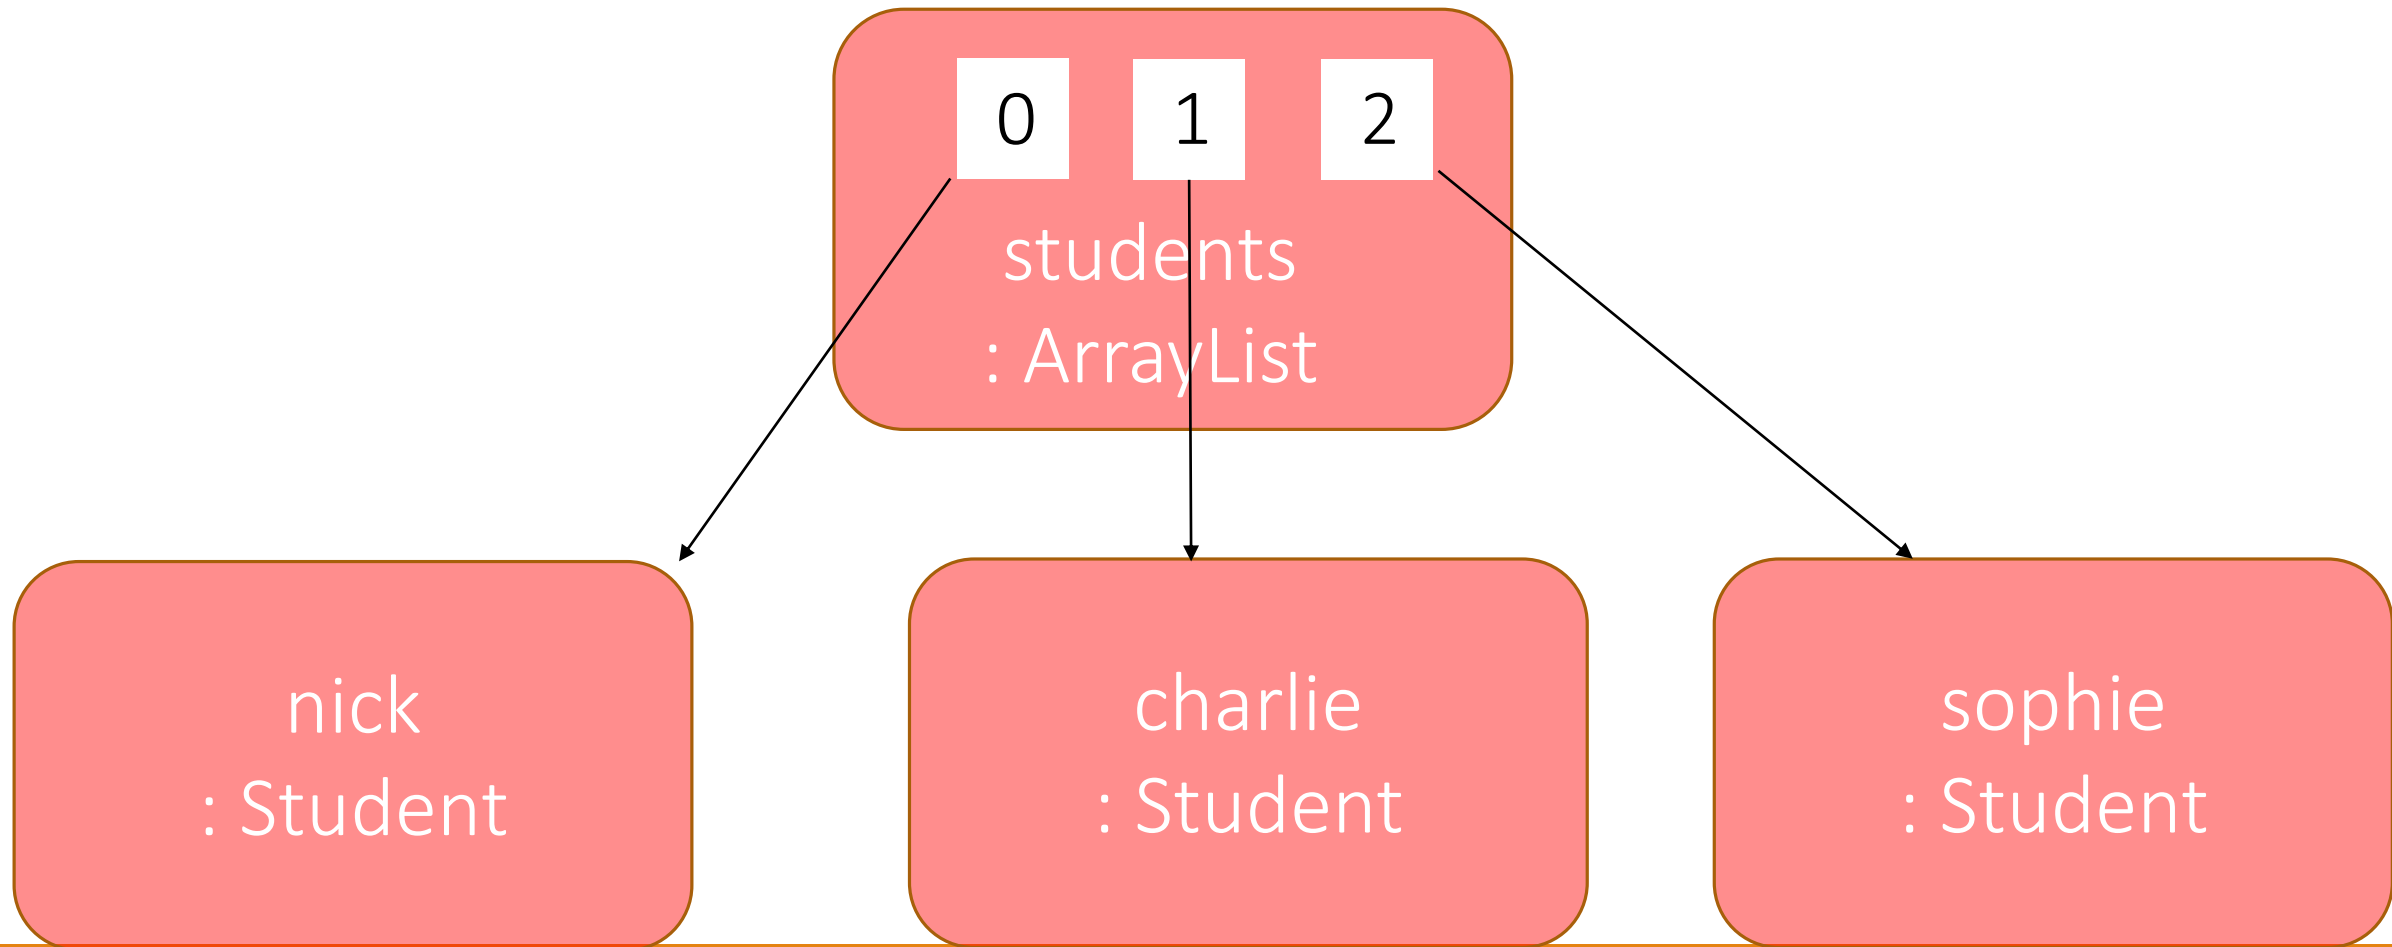 0 1 2
students
: ArrayList
nick
: Student
charlie
: Student
sophie
: Student